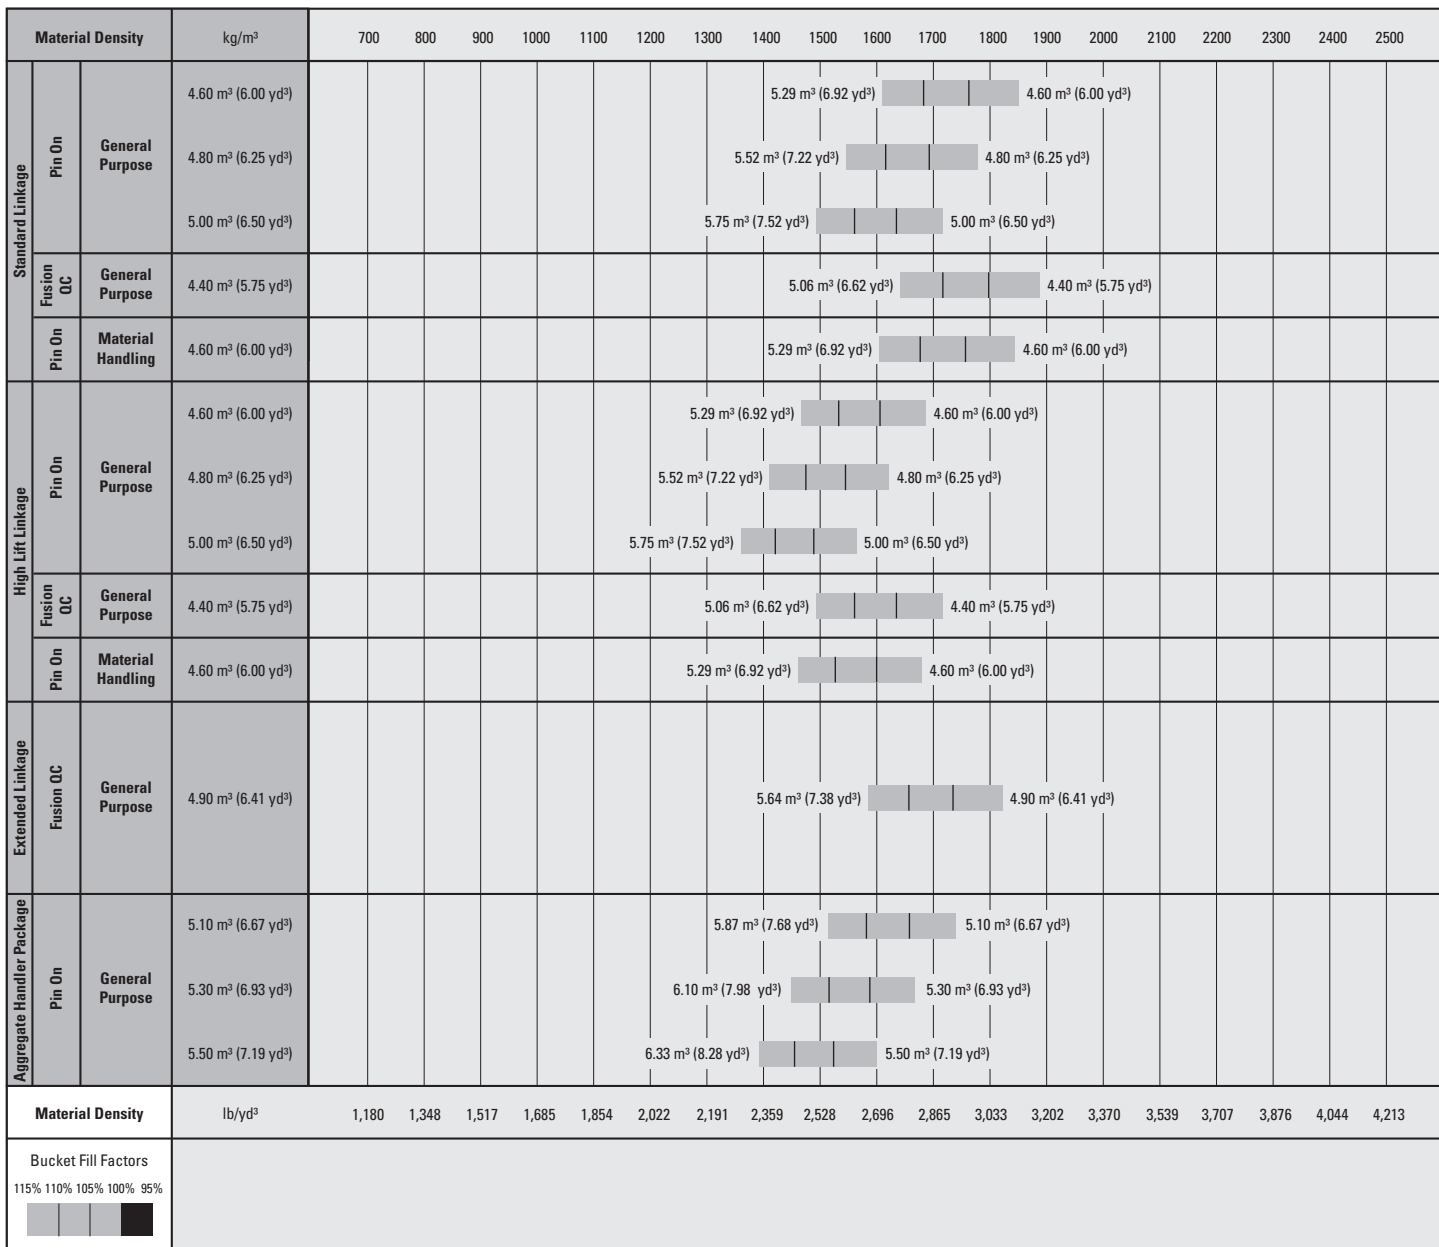 Material Density kg/m³ 700 800 900 1000 1100 1200 1300 1400 1500 1600 1700 1800 1900 2000 2100 2200 2300 2400 2500
Standard Linkage
Pin On
General
Purpose
4.60 m³ (6.00 yd³) 5.29 m³ (6.92 yd³) 4.60 m³ (6.00 yd³)
4.80 m³ (6.25 yd³) 5.52 m³ (7.22 yd³) 4.80 m³ (6.25 yd³)
5.00 m³ (6.50 yd³) 5.75 m³ (7.52 yd³) 5.00 m³ (6.50 yd³)
Fusion
QC
General
Purpose
4.40 m³ (5.75 yd³) 5.06 m³ (6.62 yd³) 4.40 m³ (5.75 yd³)
Pin On
Material
Handling
4.60 m³ (6.00 yd³) 5.29 m³ (6.92 yd³) 4.60 m³ (6.00 yd³)
High Lift Linkage
Pin On
General
Purpose
4.60 m³ (6.00 yd³) 5.29 m³ (6.92 yd³) 4.60 m³ (6.00 yd³)
4.80 m³ (6.25 yd³) 5.52 m³ (7.22 yd³) 4.80 m³ (6.25 yd³)
5.00 m³ (6.50 yd³) 5.75 m³ (7.52 yd³) 5.00 m³ (6.50 yd³)
Fusion
QC
General
Purpose
4.40 m³ (5.75 yd³) 5.06 m³ (6.62 yd³) 4.40 m³ (5.75 yd³)
Pin On
Material
Handling
4.60 m³ (6.00 yd³) 5.29 m³ (6.92 yd³) 4.60 m³ (6.00 yd³)
Extended Linkage
Fusion QC
General
Purpose
4.90 m³ (6.41 yd³) 5.64 m³ (7.38 yd³) 4.90 m³ (6.41 yd³)
Aggregate Handler Package
Pin On
General
Purpose
5.10 m³ (6.67 yd³) 5.87 m³ (7.68 yd³) 5.10 m³ (6.67 yd³)
5.30 m³ (6.93 yd³) 6.10 m³ (7.98 yd³) 5.30 m³ (6.93 yd³)
5.50 m³ (7.19 yd³) 6.33 m³ (8.28 yd³) 5.50 m³ (7.19 yd³)
Material Density lb/yd³ 1,180 1,348 1,517 1,685 1,854 2,022 2,191 2,359 2,528 2,696 2,865 3,033 3,202 3,370 3,539 3,707 3,876 4,044 4,213
Bucket Fill Factors
115% 110% 105% 100% 95%